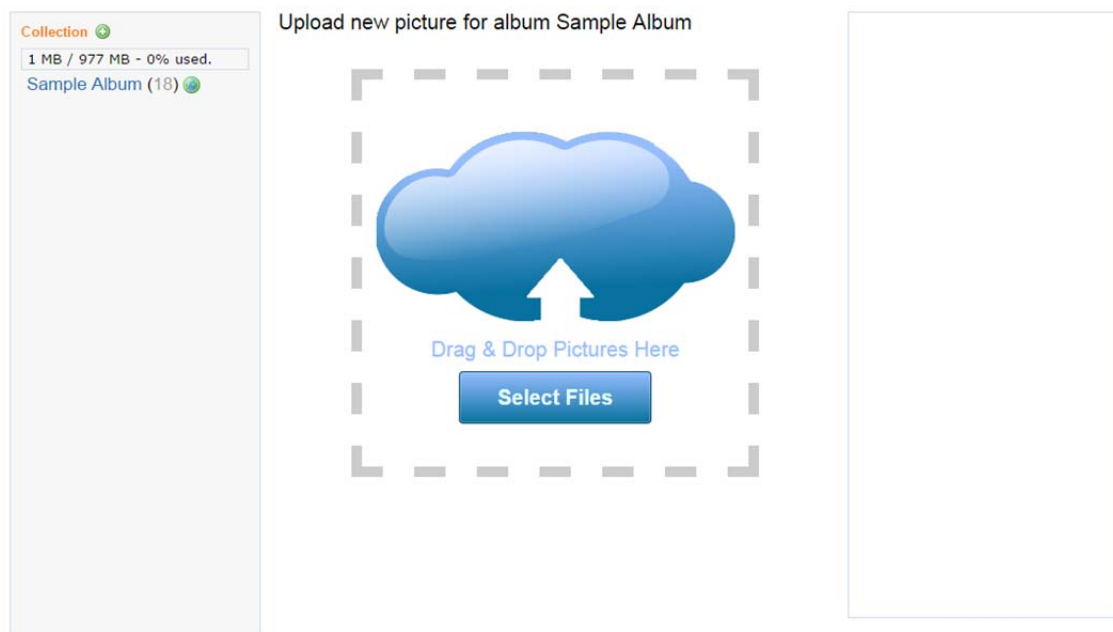 Collection
1 MB / 977 MB - 0% used.
Sample Album (18)
Upload new picture for album Sample Album
Drag & Drop Pictures Here
Select Files